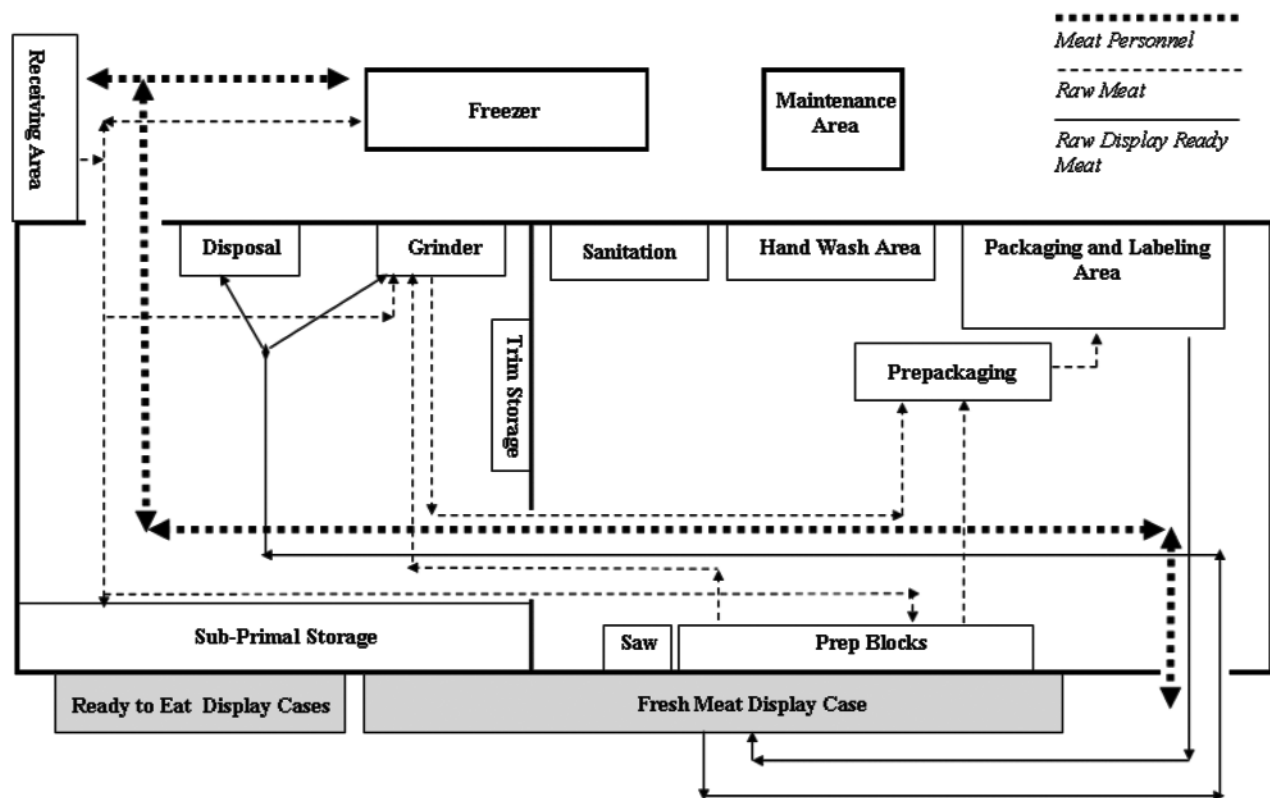 Meat Personnel
Raw Meat
Raw Display Ready
Meat
Receiving Area
Freezer
Maintenance
Area
Disposal
Grinder
Sanitation
Hand Wash Area
Packaging and Labeling
Area
Trim Storage
Prepackaging
Sub-Primal Storage
Saw
Prep Blocks
Ready to Eat Display Cases
Fresh Meat Display Case